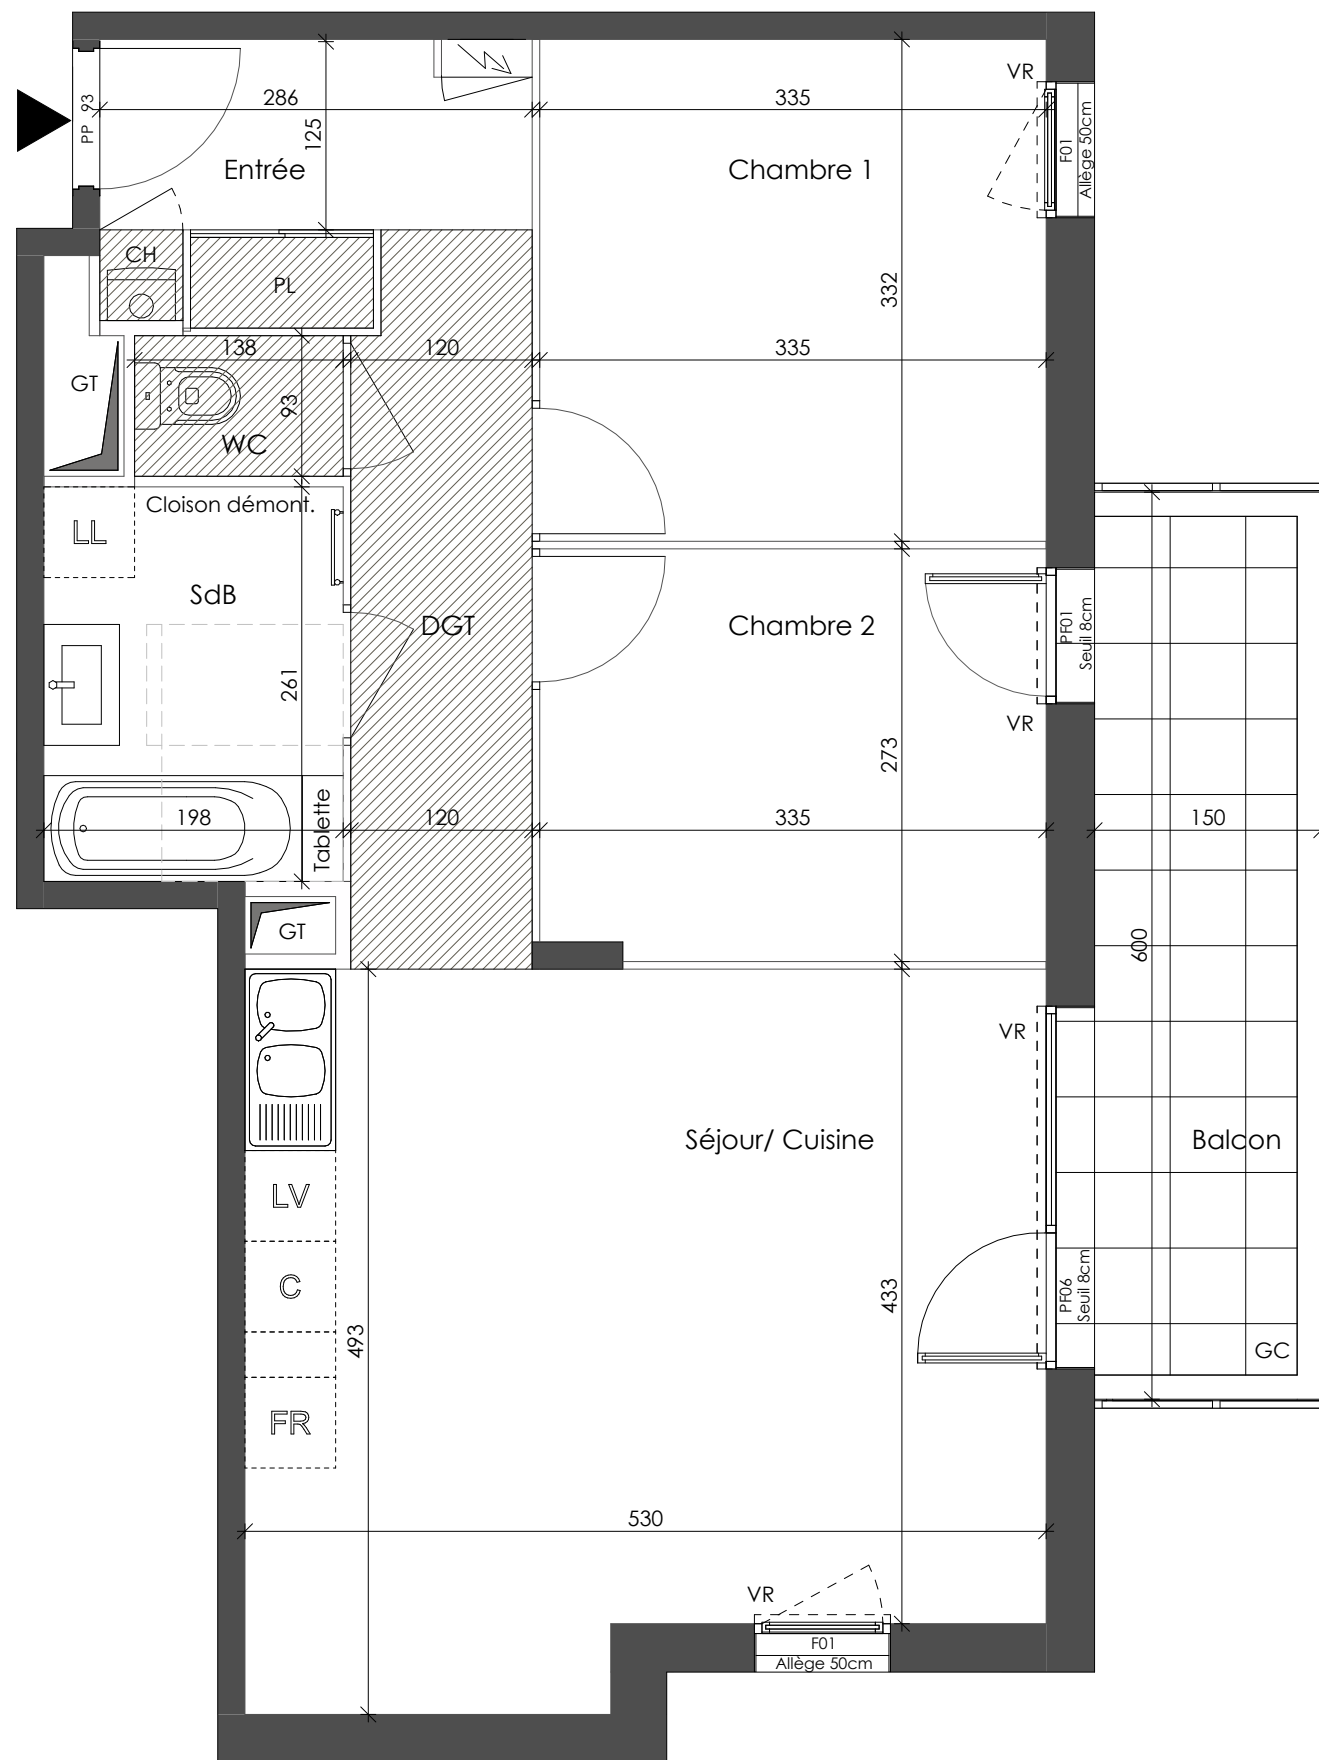 VR
PP 93
286
335
125
F01
Allège 50cm
Entrée
Chambre 1
CH
PL
332
138
120
335
GT
93
WC
Cloison démont.
LL
SdB
DGT
Chambre 2
PF01
Seuil 8cm
261
VR
273
198
Tablette
120
335
150
GT
600
VR
Séjour/ Cuisine
Balcon
LV
C
433
PF06
Seuil 8cm
493
GC
FR
530
VR
F01
Allège 50cm